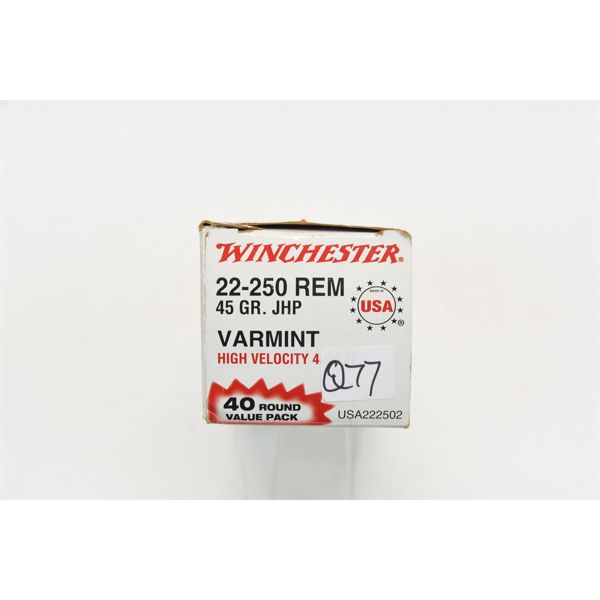 WINCHESTER®
22-250 REM
45 GR. JHP
MADE IN
USA
®
VARMINT
HIGH VELOCITY 4
Q77
40 ROUND
VALUE PACK
USA222502